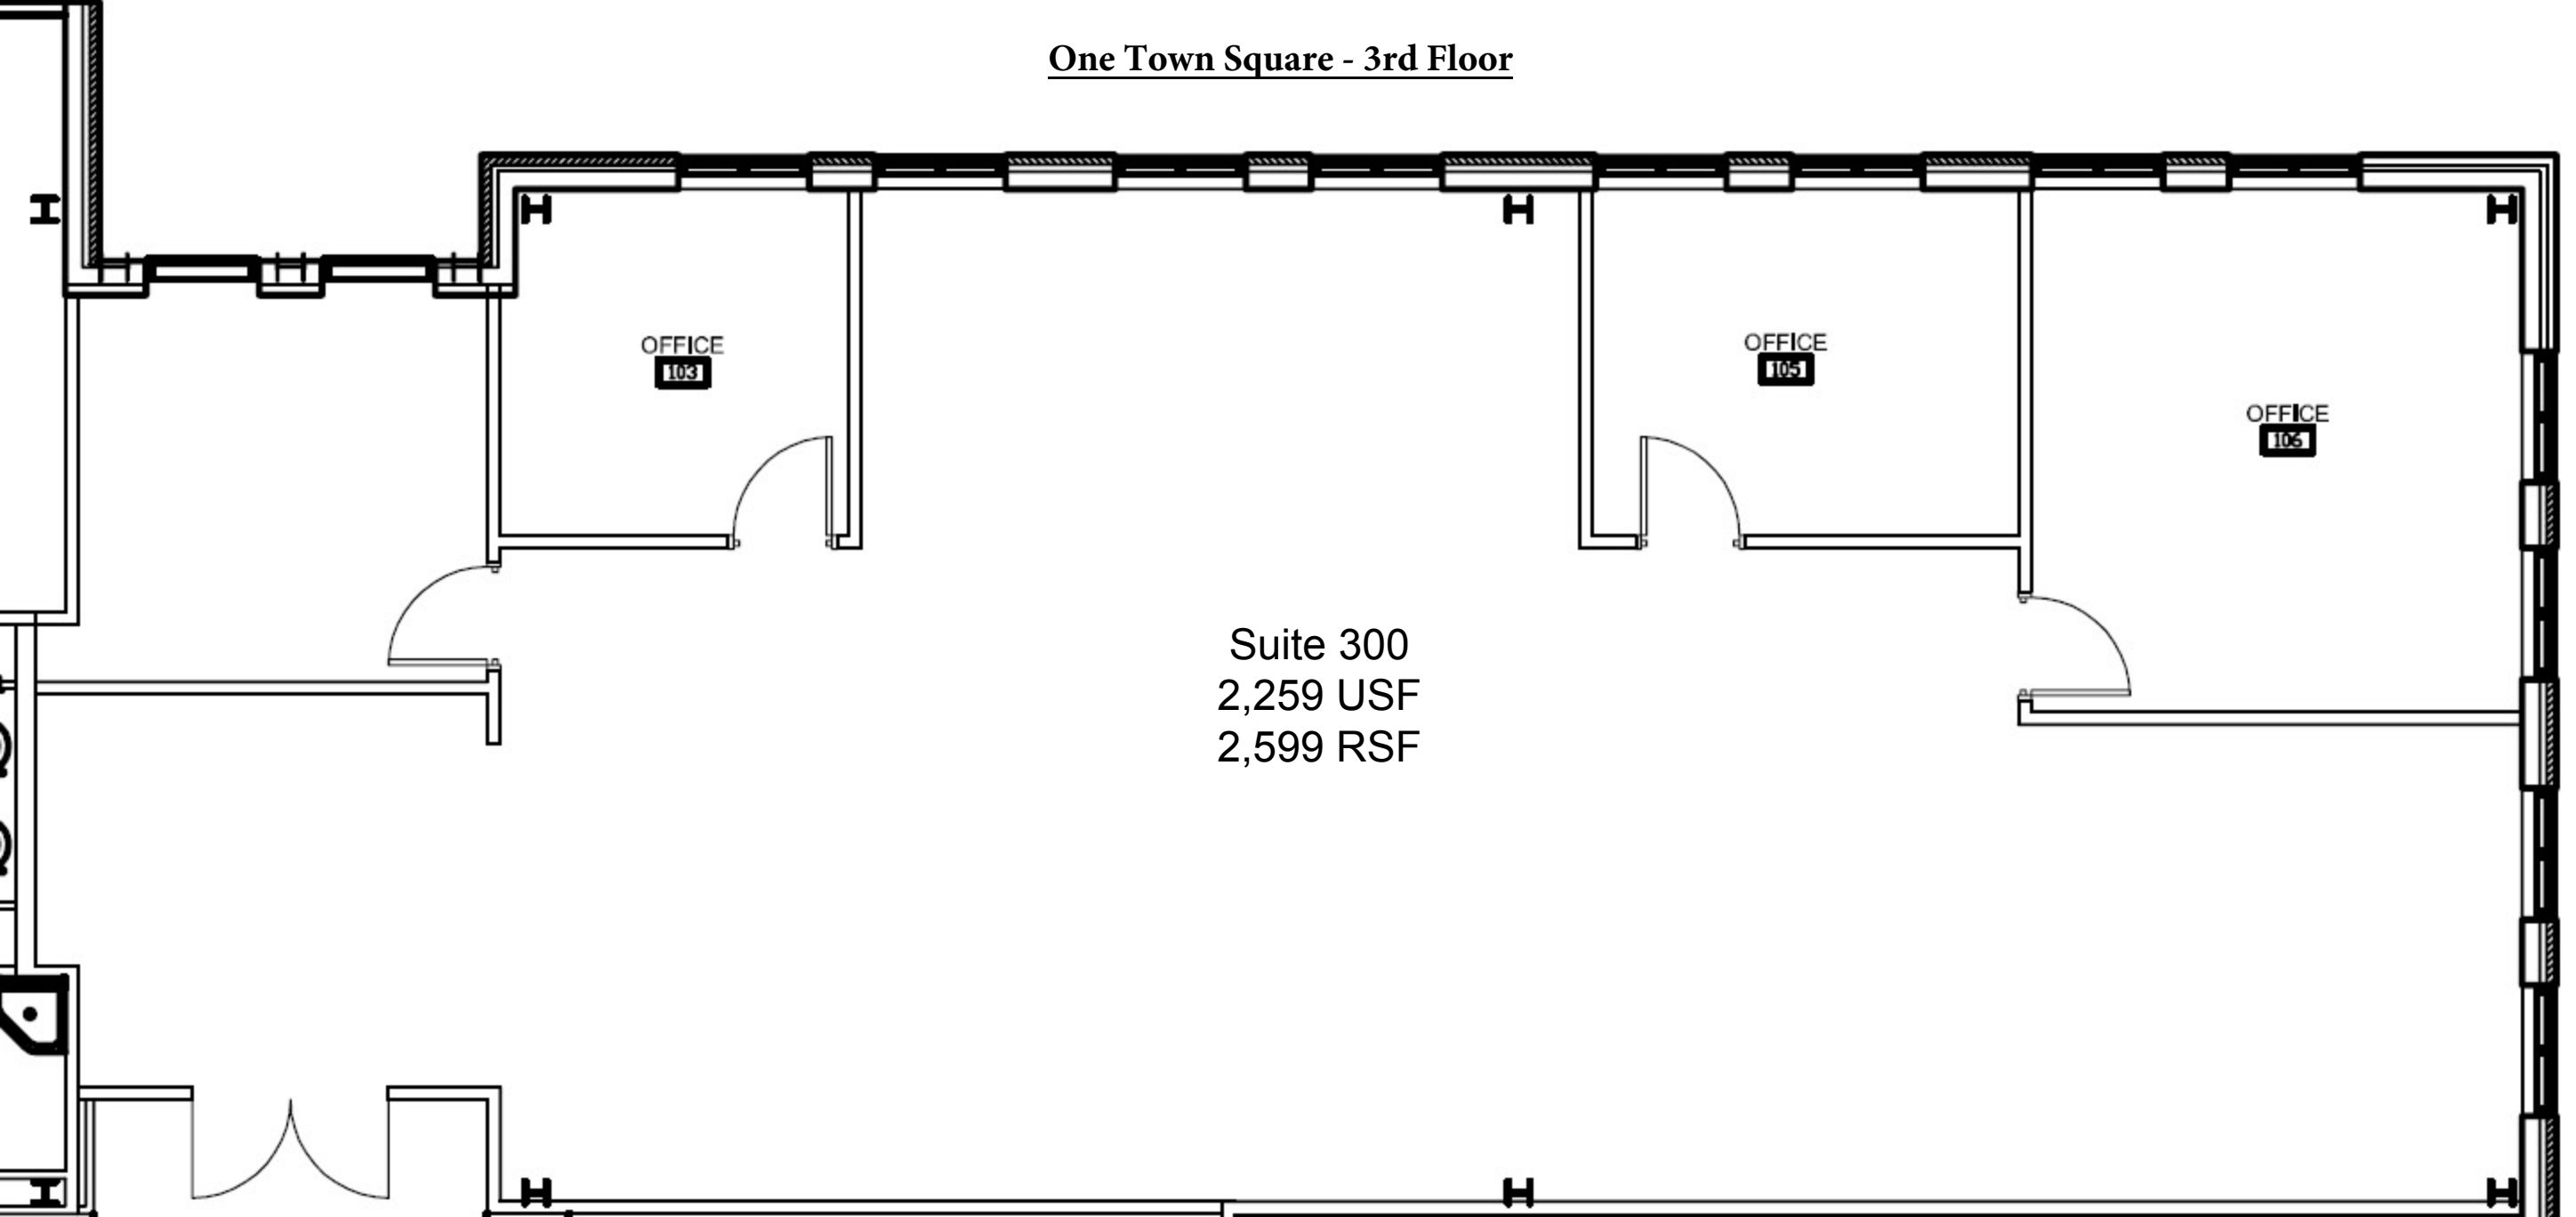 One Town Square - 3rd Floor
OFFICE
103
OFFICE
105
OFFICE
106
Suite 300
2,259 USF
2,599 RSF